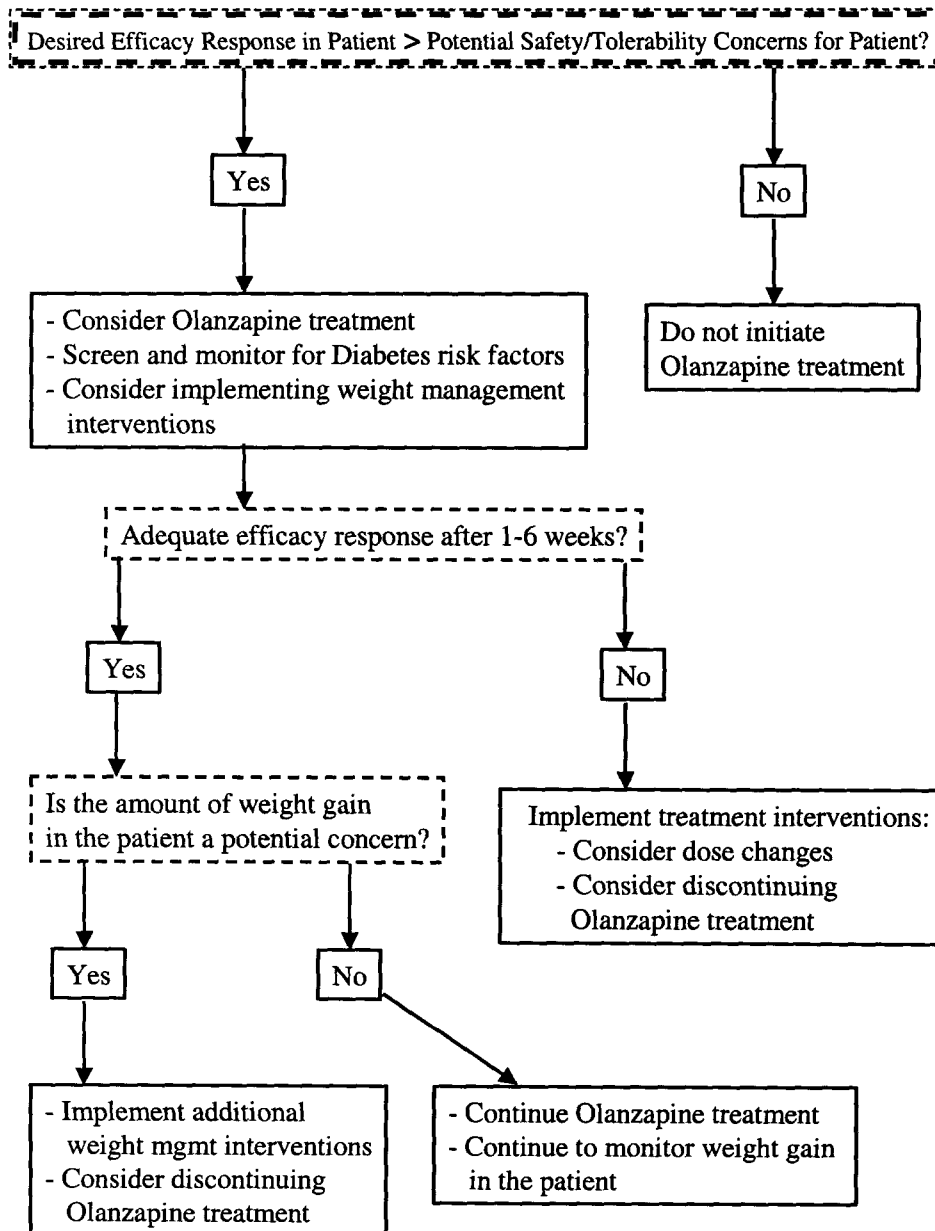 Desired Efficacy Response in Patient > Potential Safety/Tolerability Concerns for Patient?
Yes
No
- Consider Olanzapine treatment
- Screen and monitor for Diabetes risk factors
- Consider implementing weight management
interventions
Do not initiate
Olanzapine treatment
Adequate efficacy response after 1-6 weeks?
Yes
No
Is the amount of weight gain
in the patient a potential concern?
Implement treatment interventions:
- Consider dose changes
- Consider discontinuing
Olanzapine treatment
Yes
No
- Implement additional
weight mgmt interventions
- Consider discontinuing
Olanzapine treatment
- Continue Olanzapine treatment
- Continue to monitor weight gain
in the patient